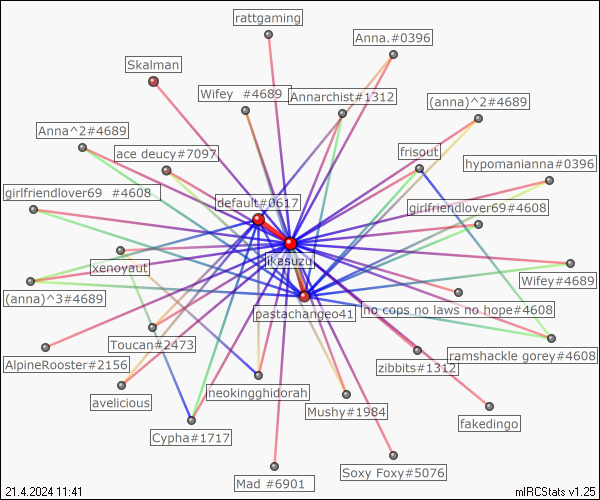 rattgaming
Anna.#0396
Skalman
Wifey  #4689
Annarchist#1312
(anna)^2#4689
Anna^2#4689
ace deucy#7097
frisout
hypomanianna#0396
girlfriendlover69  #4608
default#0617
girlfriendlover69#4608
ikasuzu
xenoyaut
Wifey#4689
(anna)^3#4689
pastachangeo41
no cops no laws no hope#4608
Toucan#2473
ramshackle gorey#4608
AlpineRooster#2156
zibbits#1312
avelicious
neokingghidorah
Mushy#1984
fakedingo
Cypha#1717
Soxy Foxy#5076
Mad #6901
21.4.2024 11:41
mIRCStats v1.25